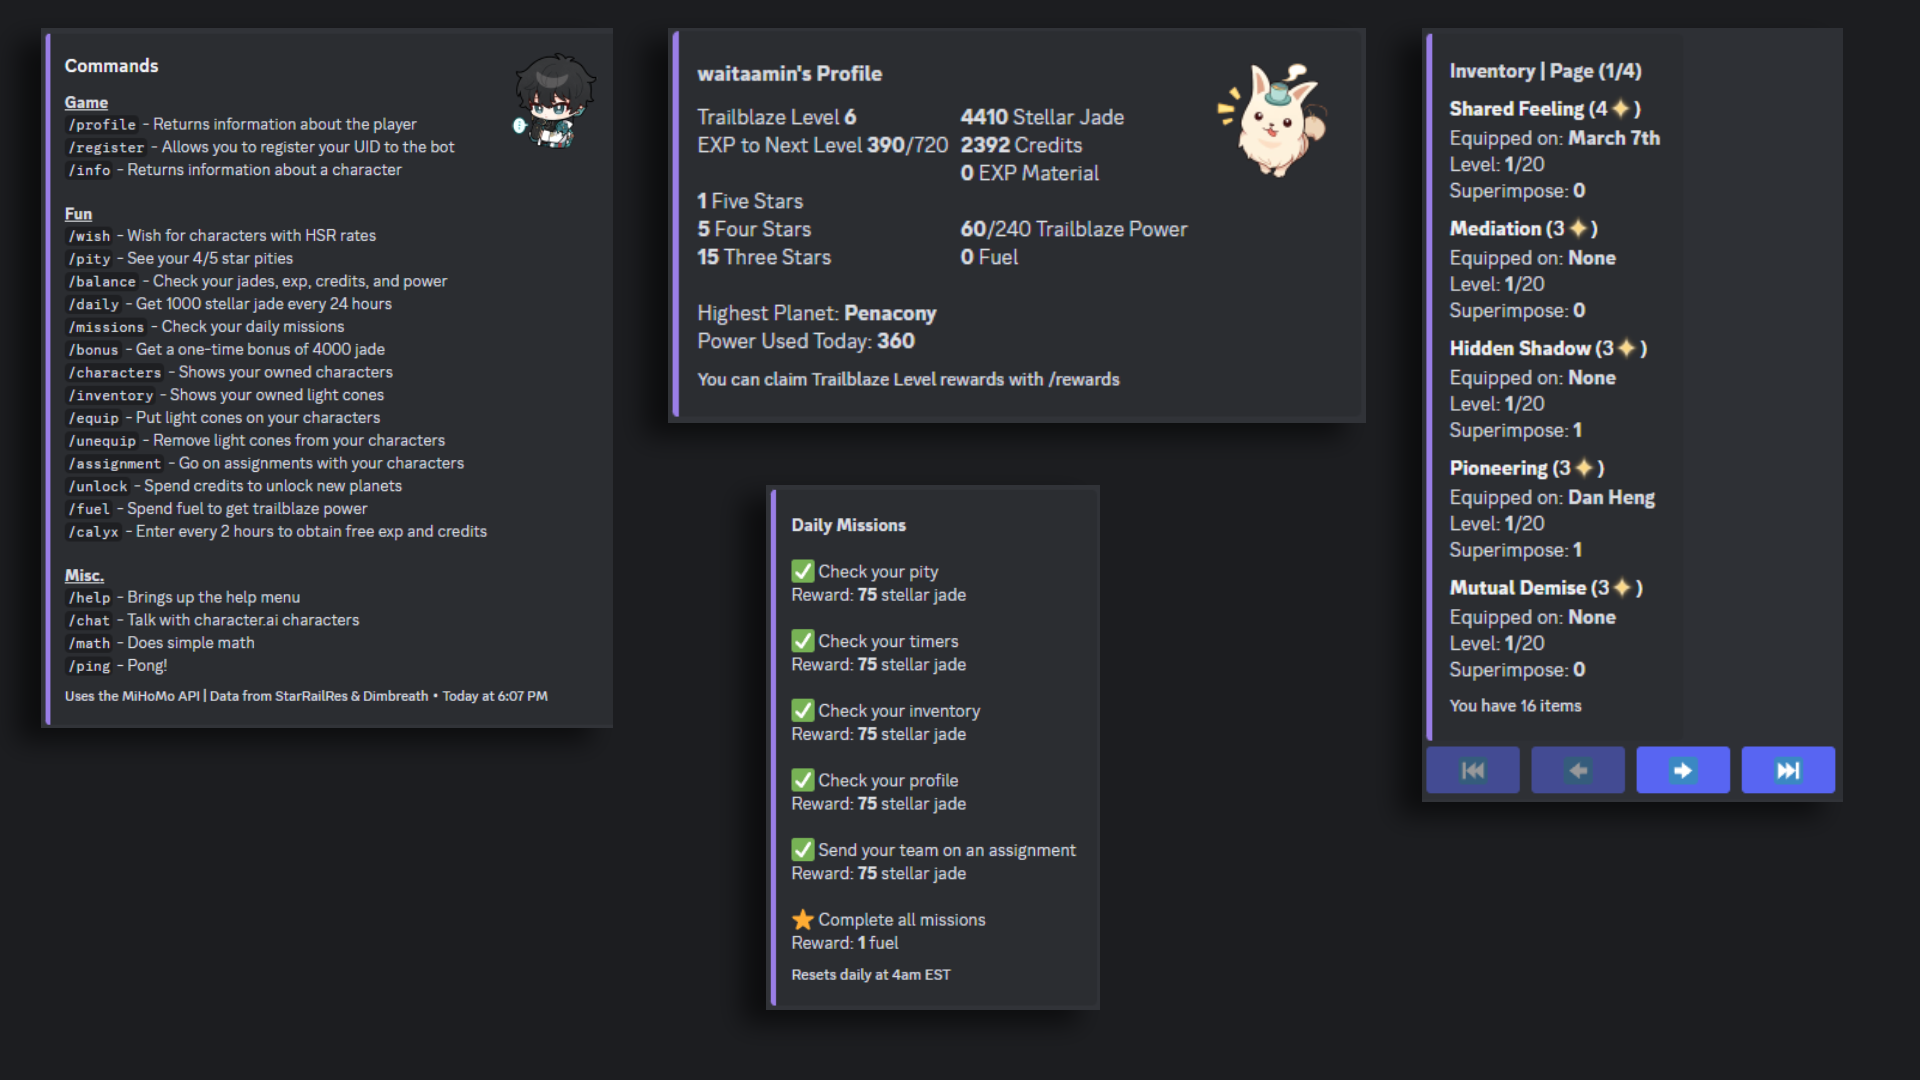 Commands
Game
/profile - Returns information about the player
/register - Allows you to register your UID to the bot
/info - Returns information about a character
Fun
/wish - Wish for characters with HSR rates
/pity - See your 4/5 star pities
/balance - Check your jades, exp, credits, and power
/daily - Get 1000 stellar jade every 24 hours
/missions - Check your daily missions
/bonus - Get a one-time bonus of 4000 jade
/characters - Shows your owned characters
/inventory - Shows your owned light cones
/equip - Put light cones on your characters
/unequip - Remove light cones from your characters
/assignment - Go on assignments with your characters
/unlock - Spend credits to unlock new planets
/fuel - Spend fuel to get trailblaze power
/calyx - Enter every 2 hours to obtain free exp and credits
Misc.
/help - Brings up the help menu
/chat - Talk with character.ai characters
/math - Does simple math
/ping - Pong!
Uses the MiHoMo API | Data from StarRailRes & Dimbreath • Today at 6:07 PM
waitaamin's Profile
Trailblaze Level 6
EXP to Next Level 390/720
1 Five Stars
5 Four Stars
15 Three Stars
4410 Stellar Jade
2392 Credits
0 EXP Material
60/240 Trailblaze Power
0 Fuel
Highest Planet: Penacony
Power Used Today: 360
You can claim Trailblaze Level rewards with /rewards
Daily Missions
Check your pity
Reward: 75 stellar jade
Check your timers
Reward: 75 stellar jade
Check your inventory
Reward: 75 stellar jade
Check your profile
Reward: 75 stellar jade
Send your team on an assignment
Reward: 75 stellar jade
Complete all missions
Reward: 1 fuel
Resets daily at 4am EST
Inventory | Page (1/4)
Shared Feeling (4✦)
Equipped on: March 7th
Level: 1/20
Superimpose: 0
Mediation (3✦)
Equipped on: None
Level: 1/20
Superimpose: 0
Hidden Shadow (3✦)
Equipped on: None
Level: 1/20
Superimpose: 1
Pioneering (3✦)
Equipped on: Dan Heng
Level: 1/20
Superimpose: 1
Mutual Demise (3✦)
Equipped on: None
Level: 1/20
Superimpose: 0
You have 16 items